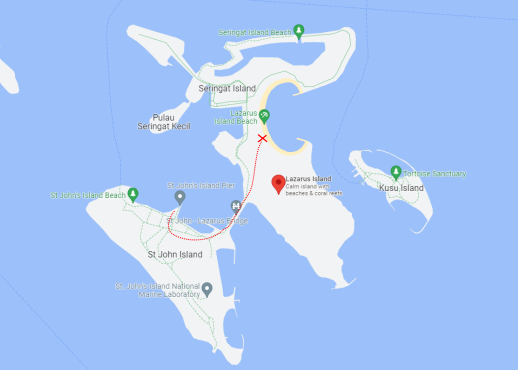 Seringat Island Beach
Seringat Island
Lazarus
Island Beach
Pulau
Seringat Kecil
Tortoise Sanctuary
Kusu Island
Lazarus Island
Calm island with
beaches & coral reefs
St John's Island Pier
St John's Island Beach
St John - Lazarus Bridge
St John Island
St. John's Island National
Marine Laboratory